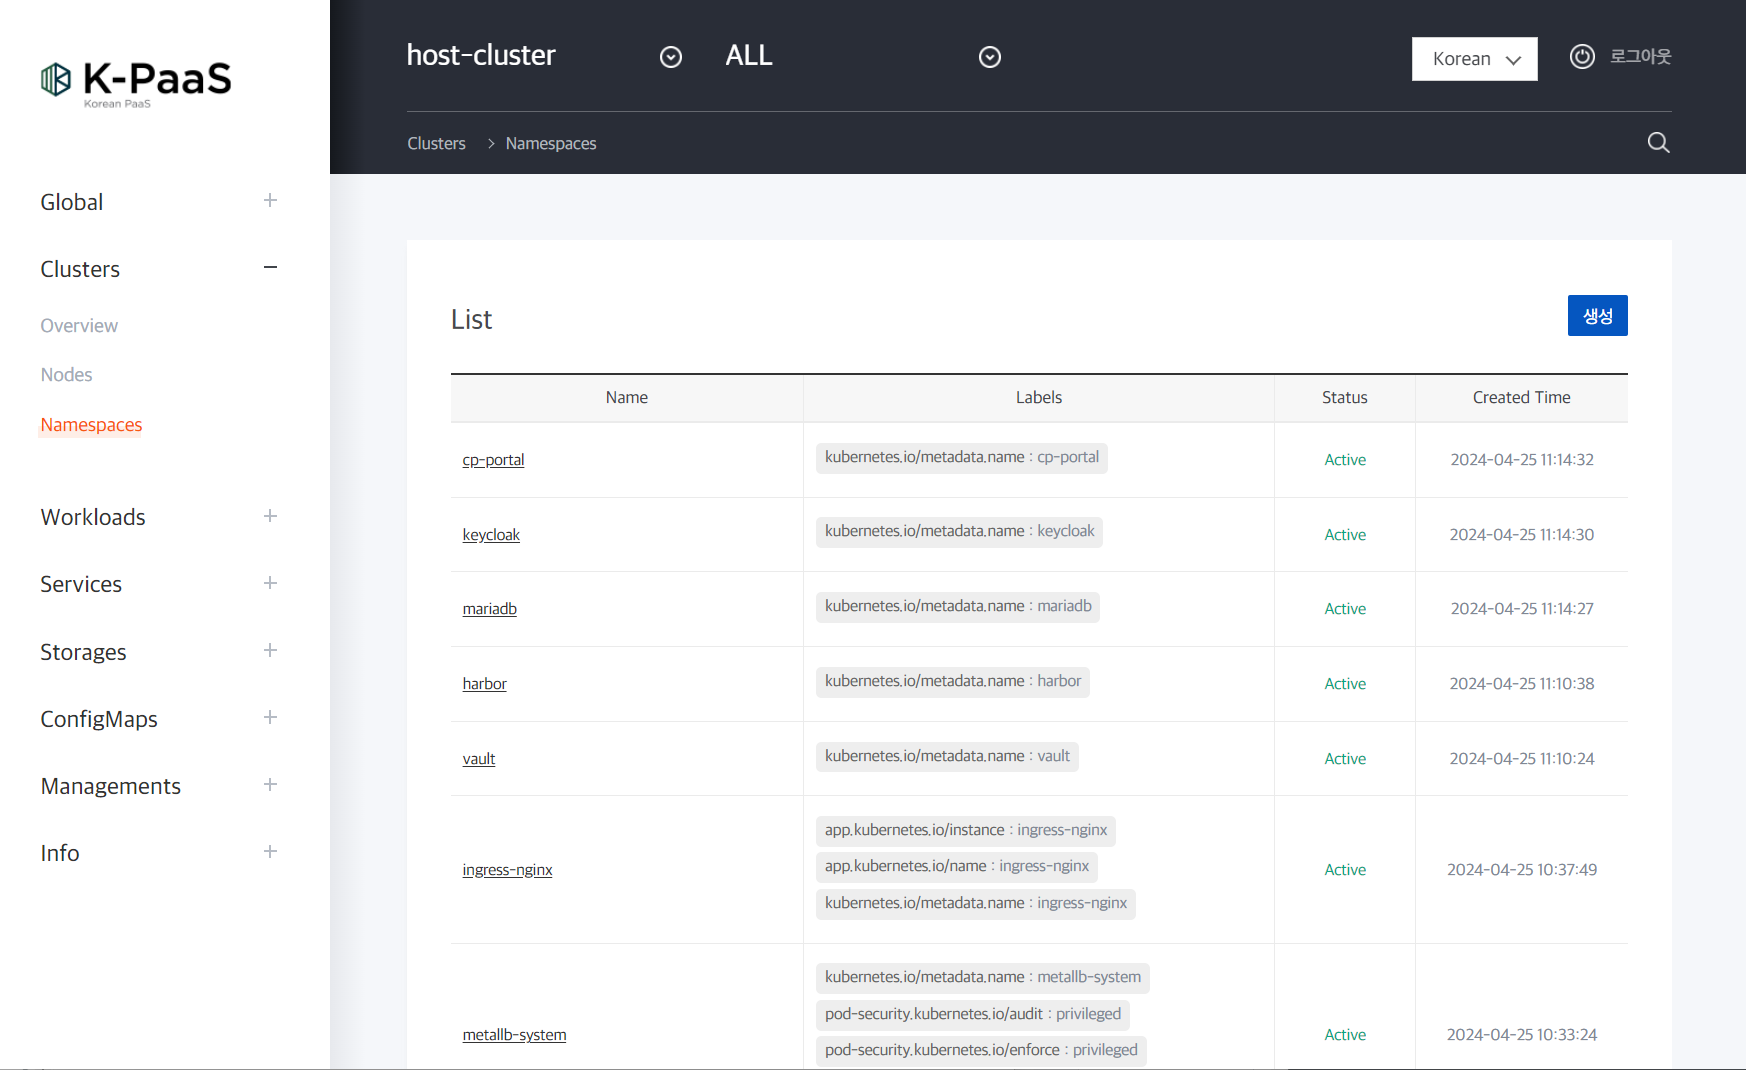 K-PaaS
Korean PaaS
host-cluster
ALL
Korean
로그아웃
Clusters > Namespaces
Global
Clusters
Overview
Nodes
Namespaces
Workloads
Services
Storages
ConfigMaps
Managements
Info
List
생성
Name Labels Status Created Time
cp-portal kubernetes.io/metadata.name : cp-portal Active 2024-04-25 11:14:32
keycloak kubernetes.io/metadata.name : keycloak Active 2024-04-25 11:14:30
mariadb kubernetes.io/metadata.name : mariadb Active 2024-04-25 11:14:27
harbor kubernetes.io/metadata.name : harbor Active 2024-04-25 11:10:38
vault kubernetes.io/metadata.name : vault Active 2024-04-25 11:10:24
app.kubernetes.io/instance : ingress-nginx
app.kubernetes.io/name : ingress-nginx
ingress-nginx Active 2024-04-25 10:37:49
kubernetes.io/metadata.name : ingress-nginx
kubernetes.io/metadata.name : metallb-system
pod-security.kubernetes.io/audit : privileged
metallb-system Active 2024-04-25 10:33:24
pod-security.kubernetes.io/enforce : privileged